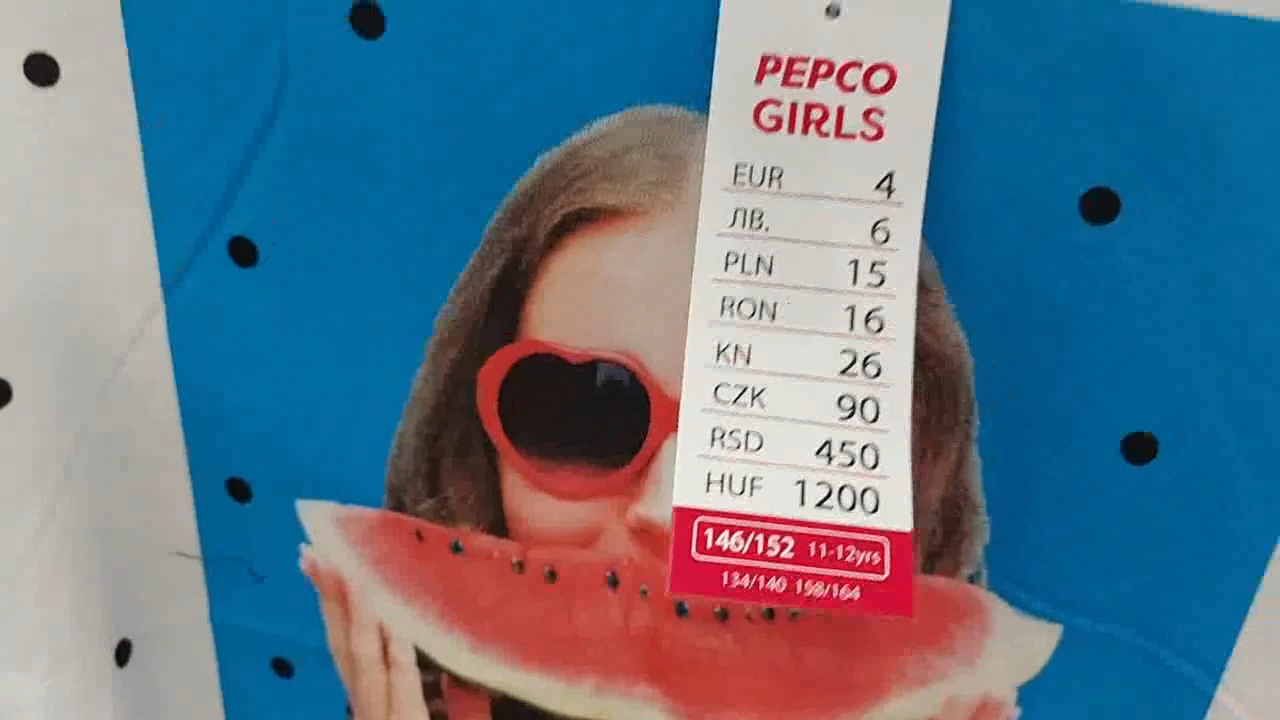 PEPCO
GIRLS
EUR 4
ЛВ. 6
PLN 15
RON 16
KN 26
CZK 90
RSD 450
HUF 1200
146/152 11-12yrs
134/140 158/164